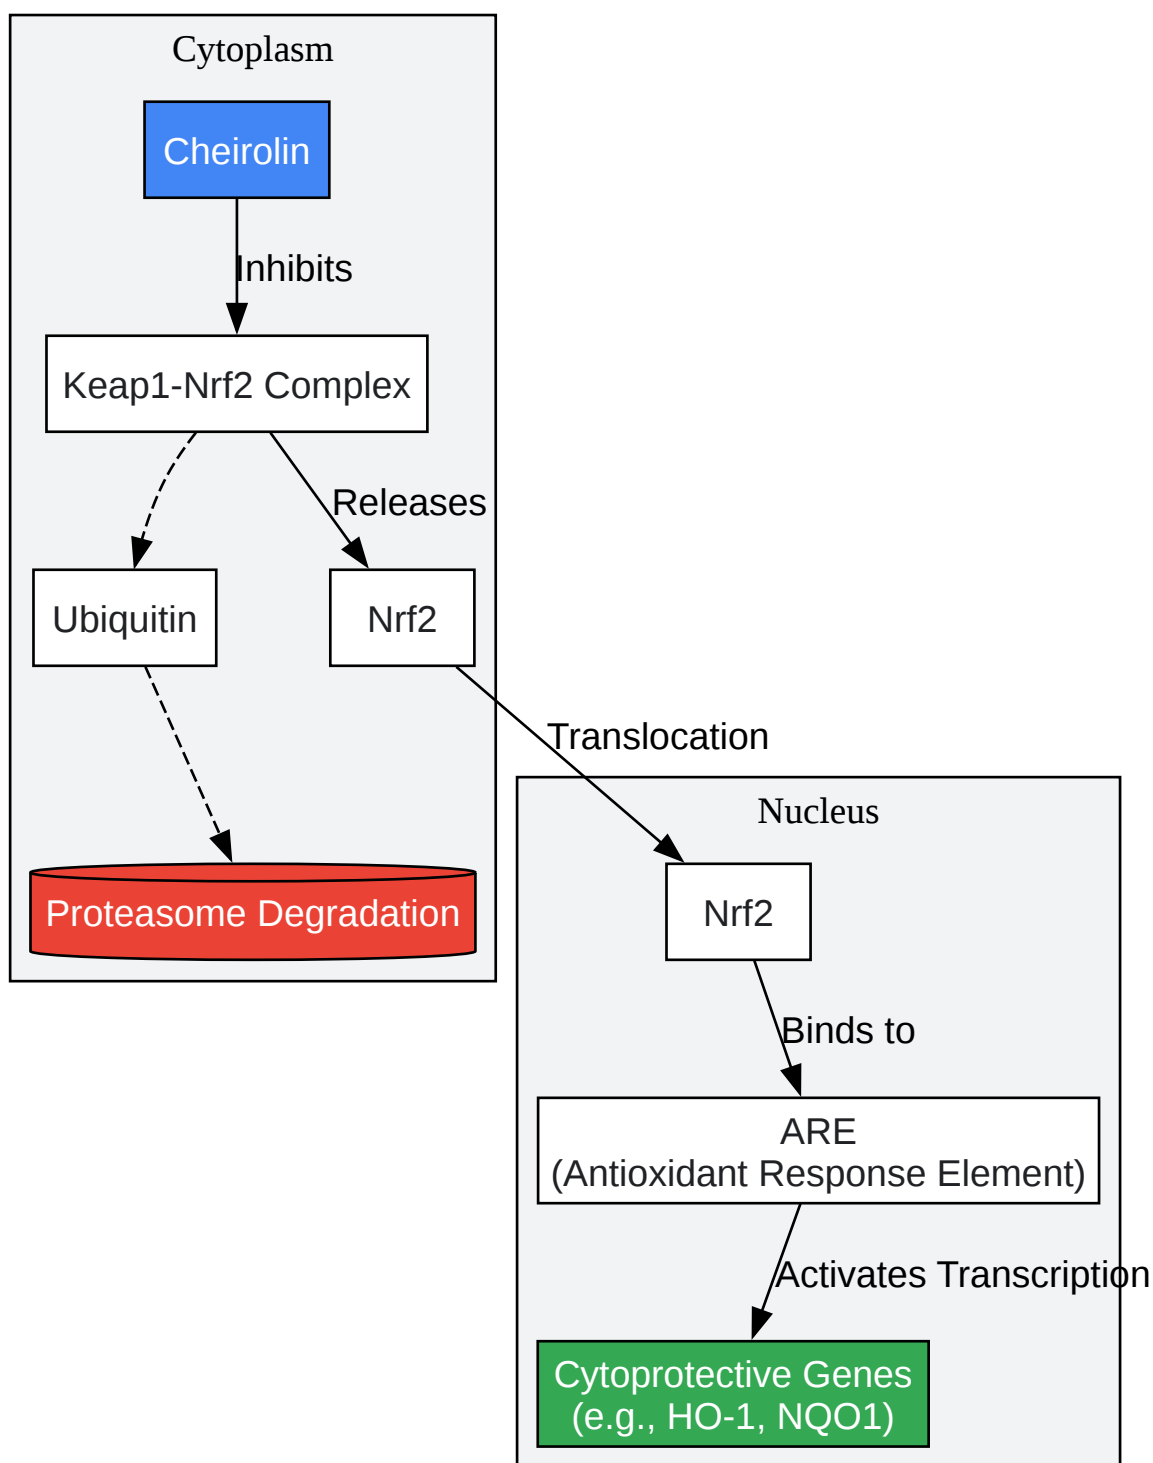 Cytoplasm
Cheirolin
Inhibits
Keap1-Nrf2 Complex
Releases
Ubiquitin
Nrf2
Translocation
Nucleus
Proteasome Degradation
Nrf2
Binds to
ARE
(Antioxidant Response Element)
Activates Transcription
Cytoprotective Genes
(e.g., HO-1, NQO1)